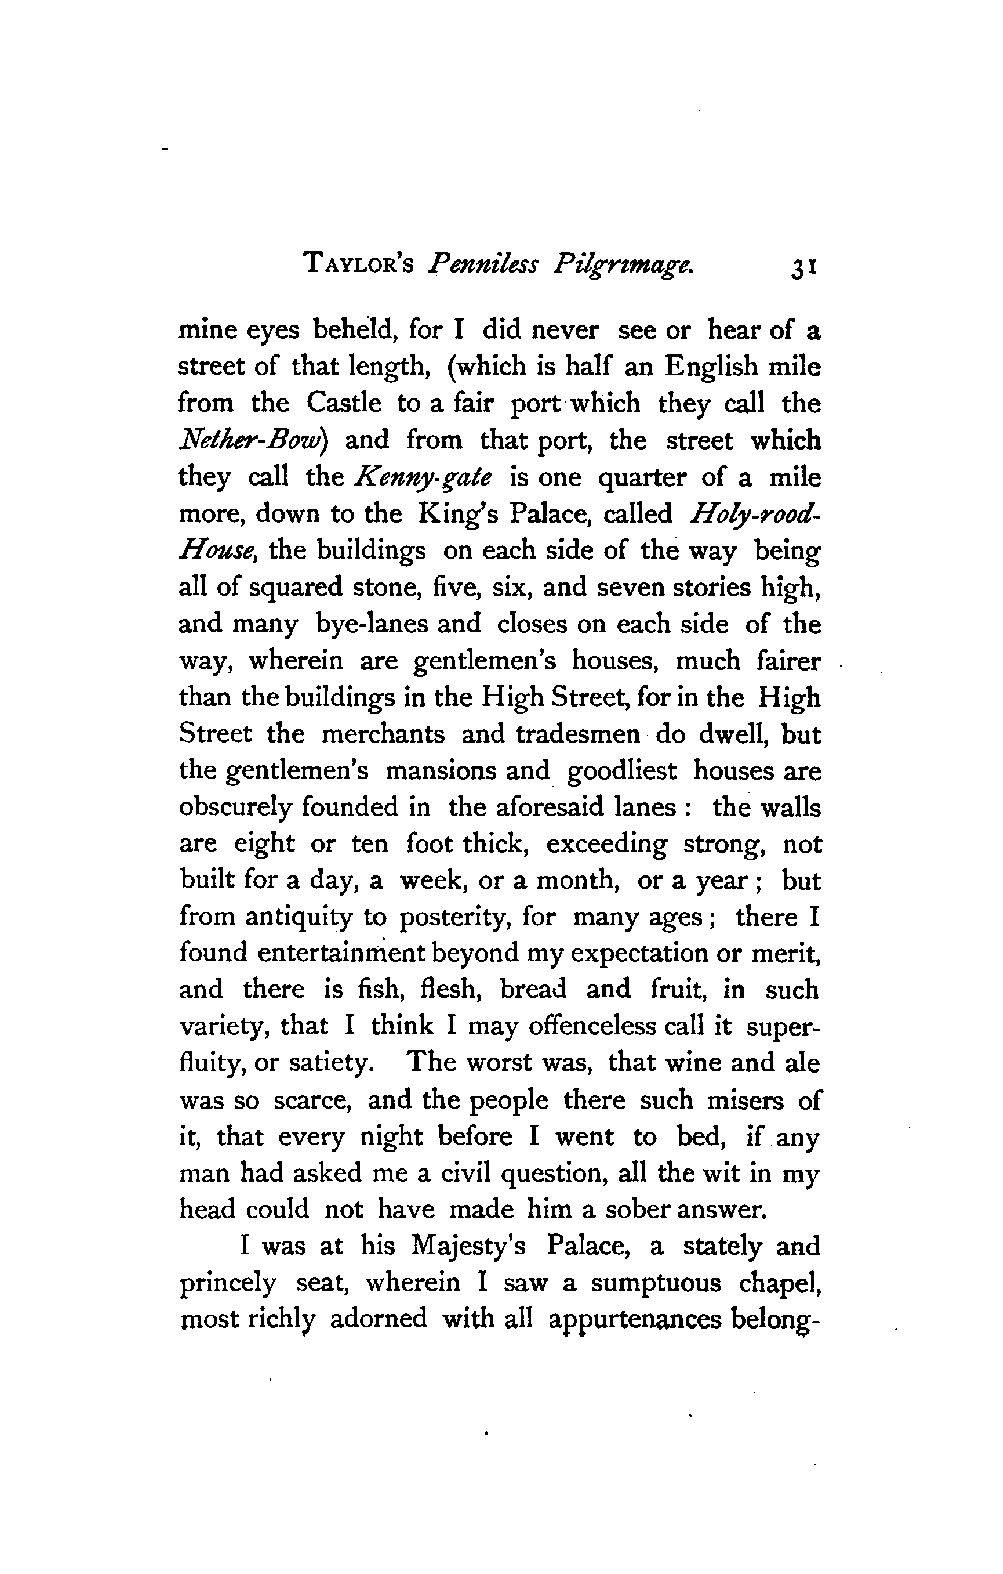 TAYLOR'S Penniless Pilgrimage. 31
mine eyes beheld, for I did never see or hear of a
street of that length, (which is half an English mile
from the Castle to a fair port which they call the
Nether-Bow) and from that port, the street which
they call the Kenny-gate is one quarter of a mile
more, down to the King's Palace, called Holy-rood-
House, the buildings on each side of the way being
all of squared stone, five, six, and seven stories high,
and many bye-lanes and closes on each side of the
way, wherein are gentlemen's houses, much fairer
than the buildings in the High Street, for in the High
Street the merchants and tradesmen do dwell, but
the gentlemen's mansions and goodliest houses are
obscurely founded in the aforesaid lanes : the walls
are eight or ten foot thick, exceeding strong, not
built for a day, a week, or a month, or a year ; but
from antiquity to posterity, for many ages ; there I
found entertainment beyond my expectation or merit,
and there is fish, flesh, bread and fruit, in such
variety, that I think I may offenceless call it super-
fluity, or satiety. The worst was, that wine and ale
was so scarce, and the people there such misers of
it, that every night before I went to bed, if any
man had asked me a civil question, all the wit in my
head could not have made him a sober answer.
I was at his Majesty's Palace, a stately and
princely seat, wherein I saw a sumptuous chapel,
most richly adorned with all appurtenances belong-